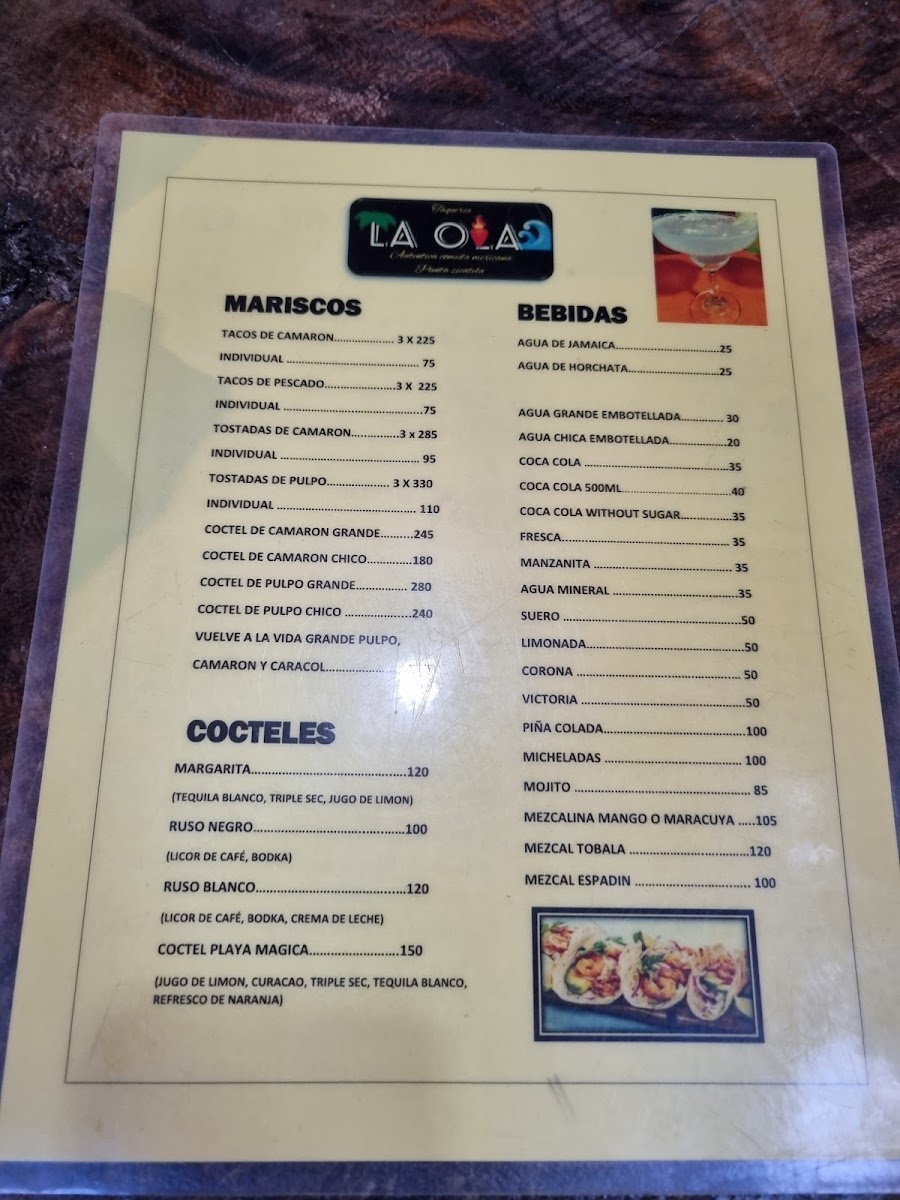 Taqueria
LA OLA
Autentica comida mexicana
Punta zicatela
MARISCOS
TACOS DE CAMARON.................... 3 X 225
INDIVIDUAL ........................................ 75
TACOS DE PESCADO......................3 X 225
INDIVIDUAL ..........................................75
TOSTADAS DE CAMARON...............3 x 285
INDIVIDUAL .......................................... 95
TOSTADAS DE PULPO................... 3 X 330
INDIVIDUAL .......................................... 110
COCTEL DE CAMARON GRANDE..........245
COCTEL DE CAMARON CHICO..............180
COCTEL DE PULPO GRANDE............... 280
COCTEL DE PULPO CHICO ....................240
VUELVE A LA VIDA GRANDE PULPO,
CAMARON Y CARACOL......................
COCTELES
MARGARITA............................................120
(TEQUILA BLANCO, TRIPLE SEC, JUGO DE LIMON)
RUSO NEGRO...........................................100
(LICOR DE CAFÉ, BODKA)
RUSO BLANCO..........................................120
(LICOR DE CAFÉ, BODKA, CREMA DE LECHE)
COCTEL PLAYA MAGICA.........................150
(JUGO DE LIMON, CURACAO, TRIPLE SEC, TEQUILA BLANCO,
REFRESCO DE NARANJA)
BEBIDAS
AGUA DE JAMAICA................................25
AGUA DE HORCHATA............................25
AGUA GRANDE EMBOTELLADA............. 30
AGUA CHICA EMBOTELLADA.................20
COCA COLA ...........................................35
COCA COLA 500ML.................................40
COCA COLA WITHOUT SUGAR...............35
FRESCA.................................................. 35
MANZANITA ......................................... 35
AGUA MINERAL .....................................35
SUERO .....................................................50
LIMONADA...............................................50
CORONA ................................................ 50
VICTORIA .................................................50
PIÑA COLADA..........................................100
MICHELADAS ......................................... 100
MOJITO .................................................... 85
MEZCALINA MANGO O MARACUYA .....105
MEZCAL TOBALA ....................................120
MEZCAL ESPADIN .................................. 100